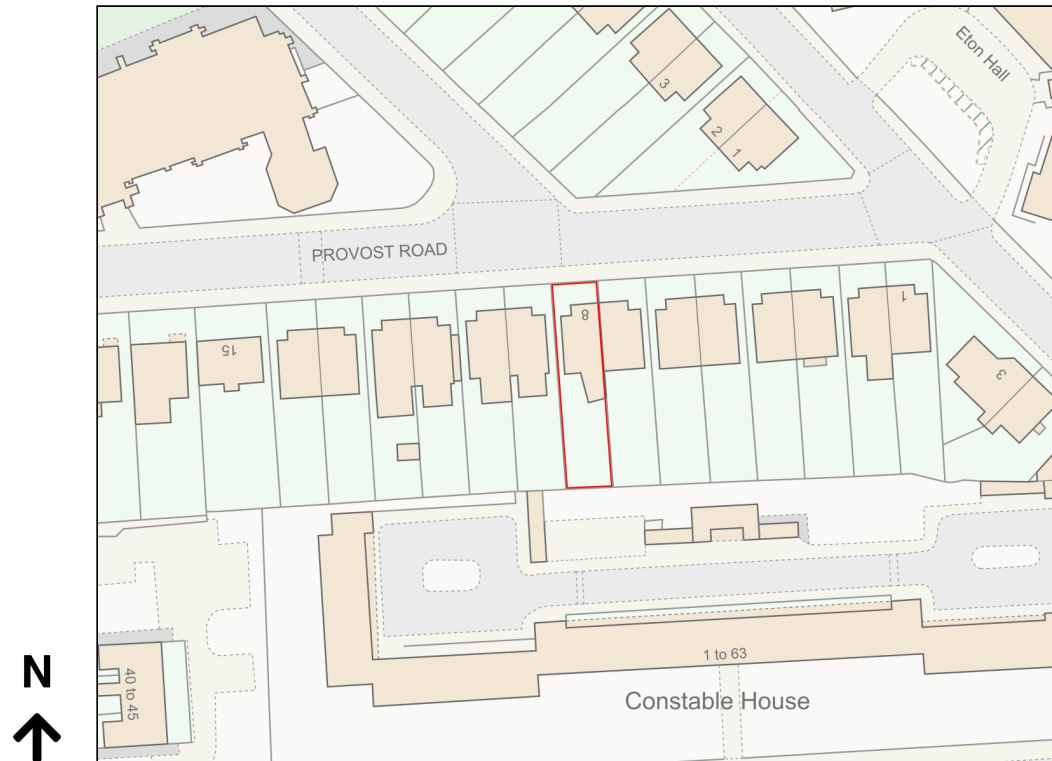 Eton Hall
3
2
1
PROVOST ROAD
8
1
15
3
1 to 63
Constable House
40 to 45
N